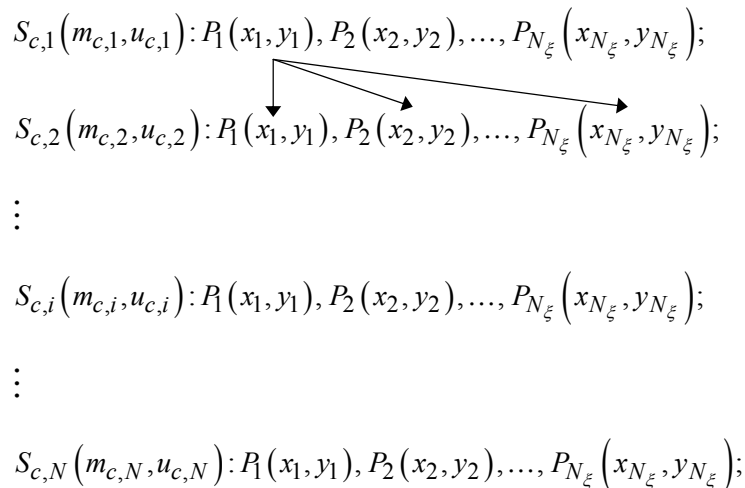 S_{c,1}(m_{c,1},u_{c,1}):P_1(x_1,y_1),P_2(x_2,y_2),…,P_{N_ξ}(x_{N_ξ},y_{N_ξ});
S_{c,2}(m_{c,2},u_{c,2}):P_1(x_1,y_1),P_2(x_2,y_2),…,P_{N_ξ}(x_{N_ξ},y_{N_ξ});
⋮
S_{c,i}(m_{c,i},u_{c,i}):P_1(x_1,y_1),P_2(x_2,y_2),…,P_{N_ξ}(x_{N_ξ},y_{N_ξ});
⋮
S_{c,N}(m_{c,N},u_{c,N}):P_1(x_1,y_1),P_2(x_2,y_2),…,P_{N_ξ}(x_{N_ξ},y_{N_ξ});